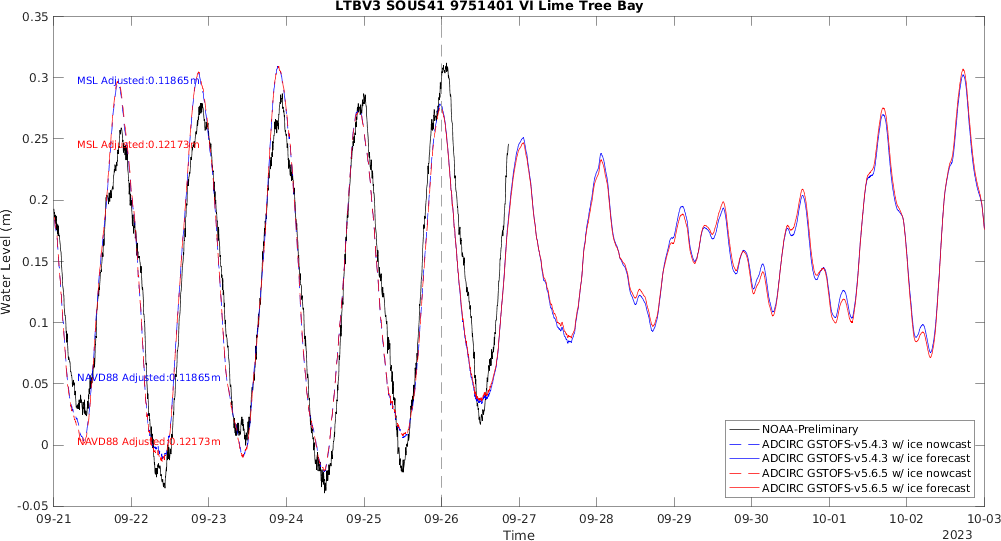 LTBV3 SOUS41 9751401 VI Lime Tree Bay
0.35
0.3
0.25
0.2
0.15
0.1
0.05
0
-0.05
Water Level (m)
MSL Adjusted:0.11865m
MSL Adjusted:0.12173m
NAVD88 Adjusted:0.11865m
NAVD88 Adjusted:0.12173m
NOAA-Preliminary
ADCIRC GSTOFS-v5.4.3 w/ ice nowcast
ADCIRC GSTOFS-v5.4.3 w/ ice forecast
ADCIRC GSTOFS-v5.6.5 w/ ice nowcast
ADCIRC GSTOFS-v5.6.5 w/ ice forecast
09-21 09-22 09-23 09-24 09-25 09-26 09-27 09-28 09-29 09-30 10-01 10-02 10-03
Time
2023